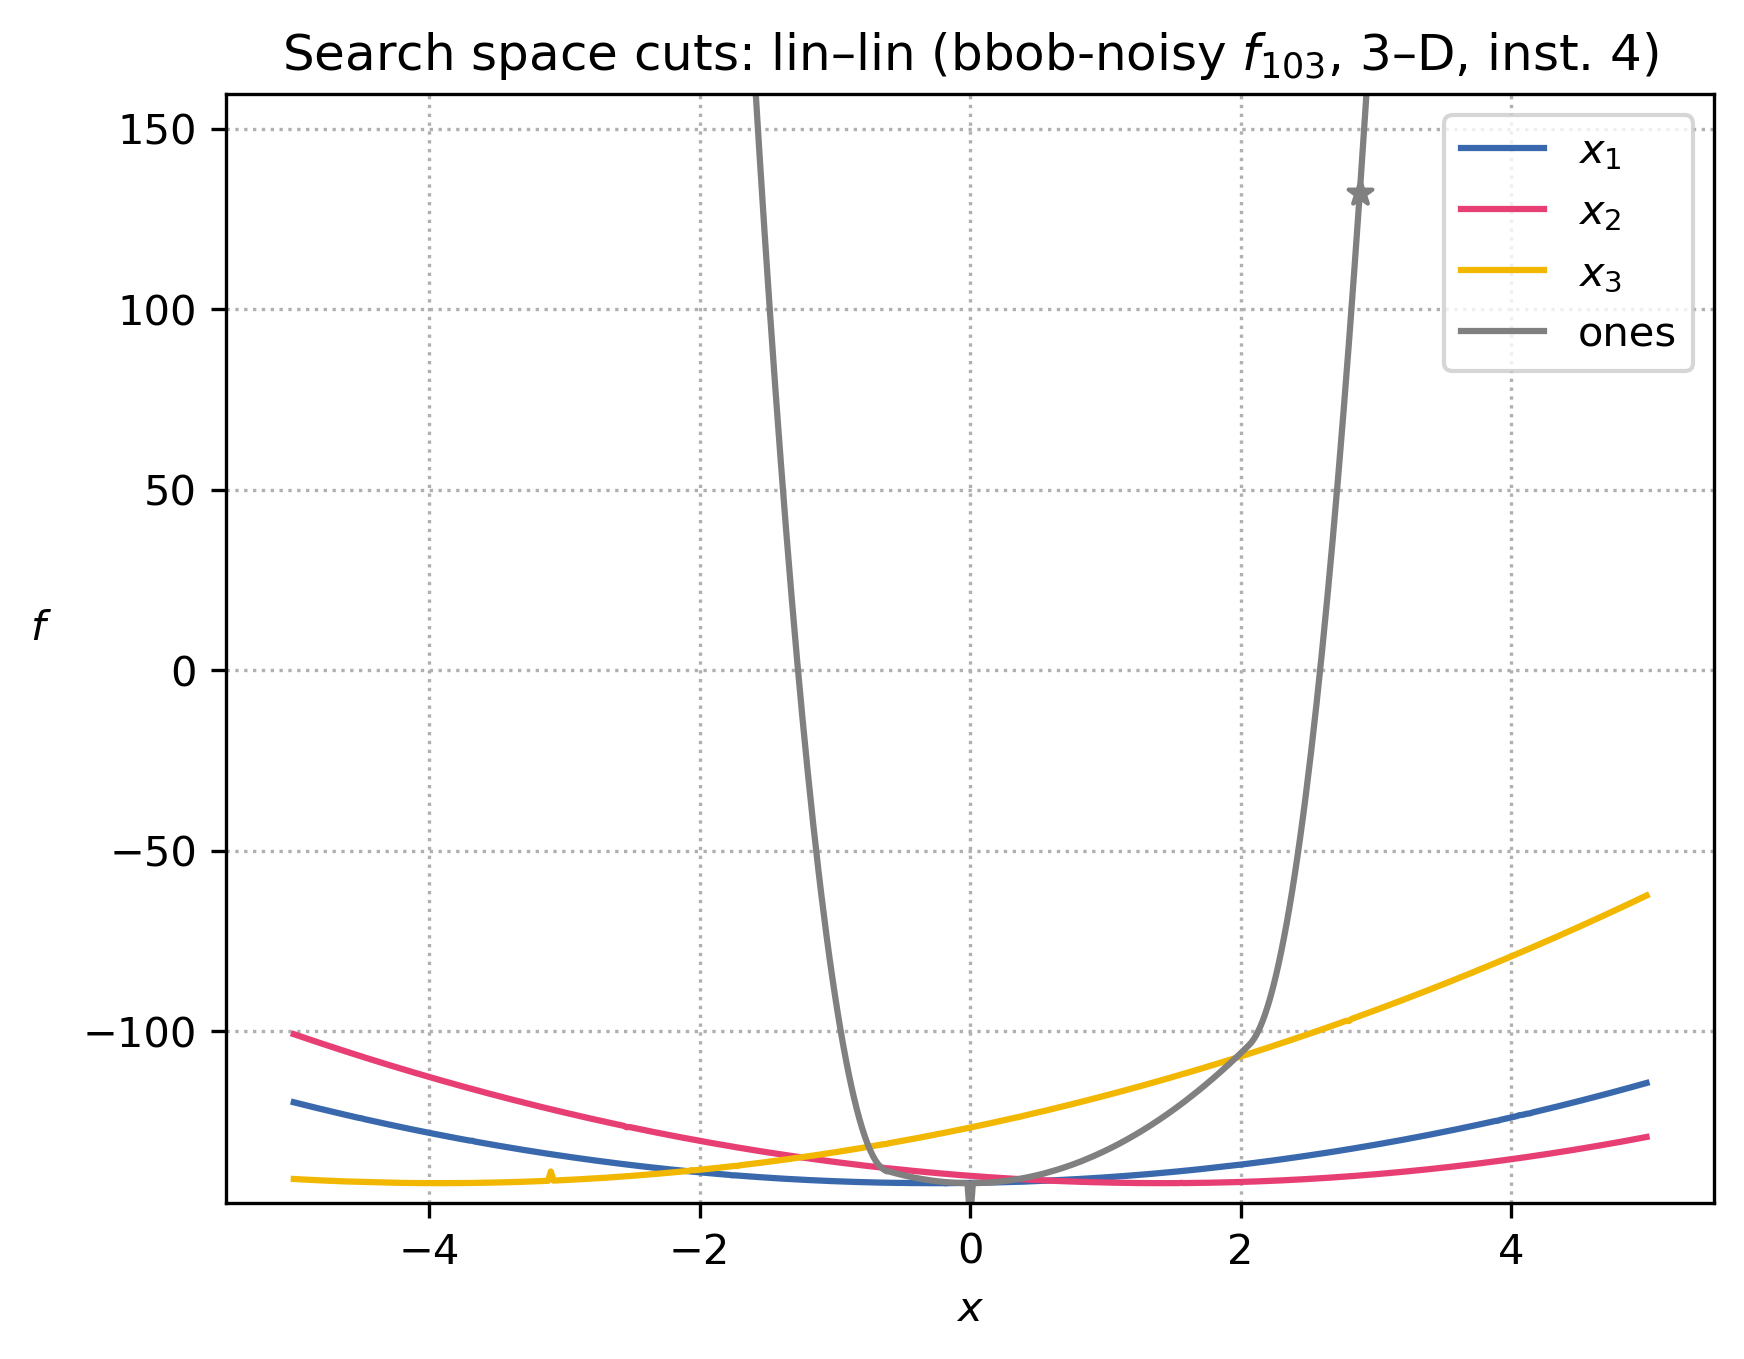 Search space cuts: lin–lin (bbob-noisy f₁₀₃, 3–D, inst. 4)
150
100
50
0
−50
−100
f
−4
−2
0
2
4
x
x₁
x₂
x₃
ones